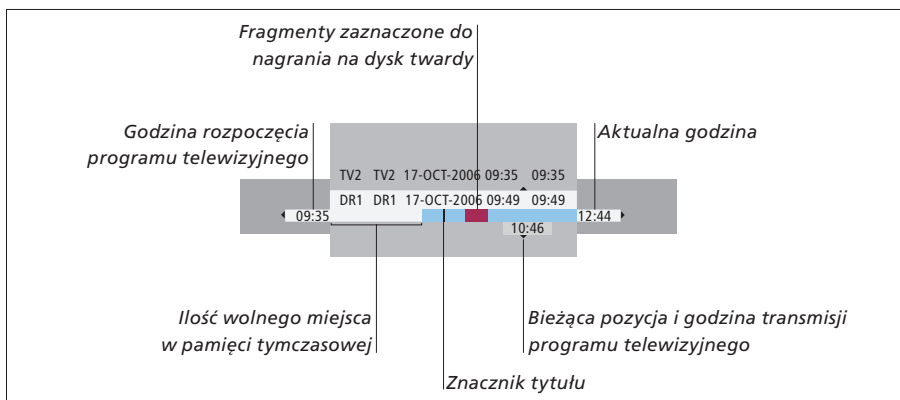 Fragmenty zaznaczone do
nagrania na dysk twardy
Godzina rozpoczęcia
programu telewizyjnego
Aktualna godzina
TV2 TV2 17-OCT-2006 09:35 09:35
DR1 DR1 17-OCT-2006 09:49 09:49
09:35
12:44
10:46
Ilość wolnego miejsca
w pamięci tymczasowej
Bieżąca pozycja i godzina transmisji
programu telewizyjnego
Znacznik tytułu